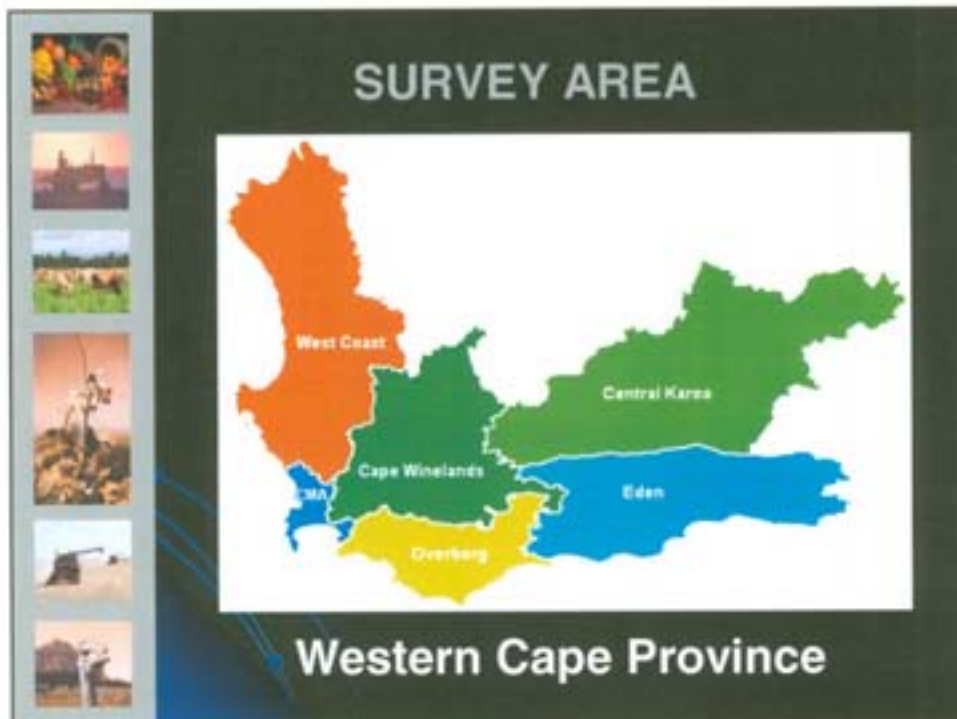 SURVEY AREA
West Coast
Central Karoo
Cape Winelands
Eden
CMA
Overberg
Western Cape Province